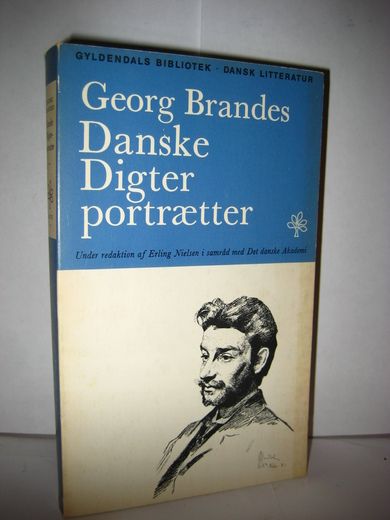 GYLDENDALS BIBLIOTEK · DANSK LITTERATUR
Georg Brandes
Danske
Digter
portrætter
Under redaktion af Erling Nielsen i samråd med Det danske Akademi